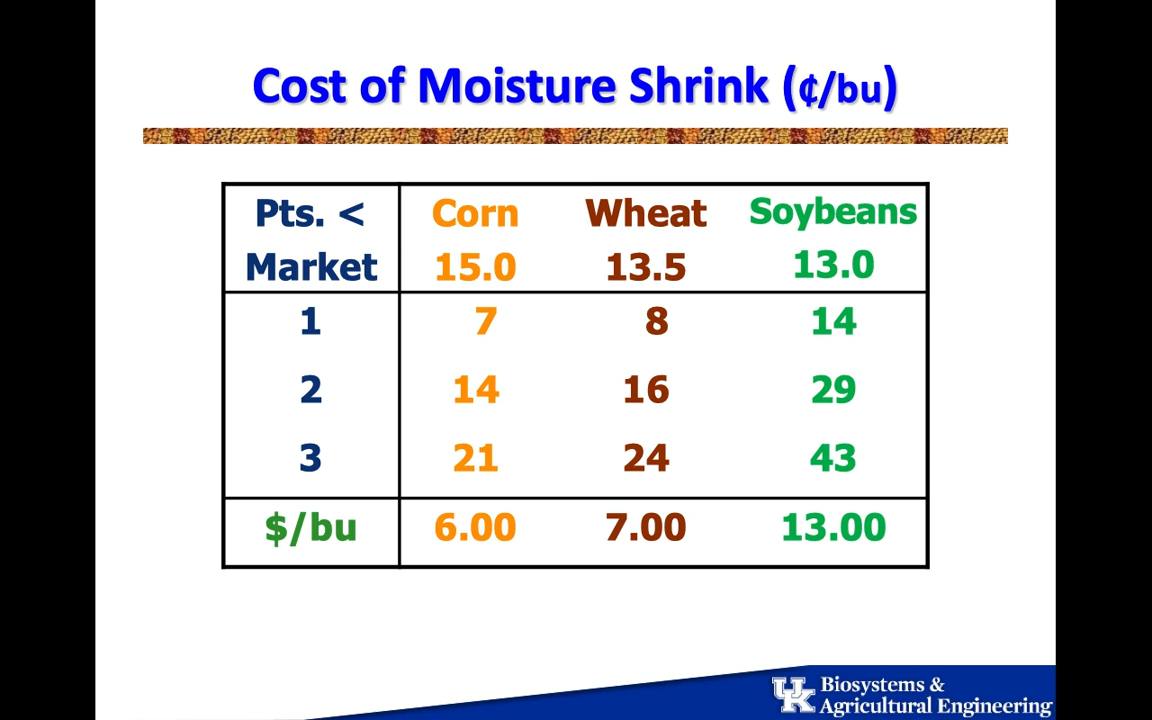 Cost of Moisture Shrink (¢/bu)
Pts. < Market Corn 15.0 Wheat 13.5 Soybeans 13.0
1 7 8 14
2 14 16 29
3 21 24 43
$/bu 6.00 7.00 13.00
UK Biosystems &
Agricultural Engineering